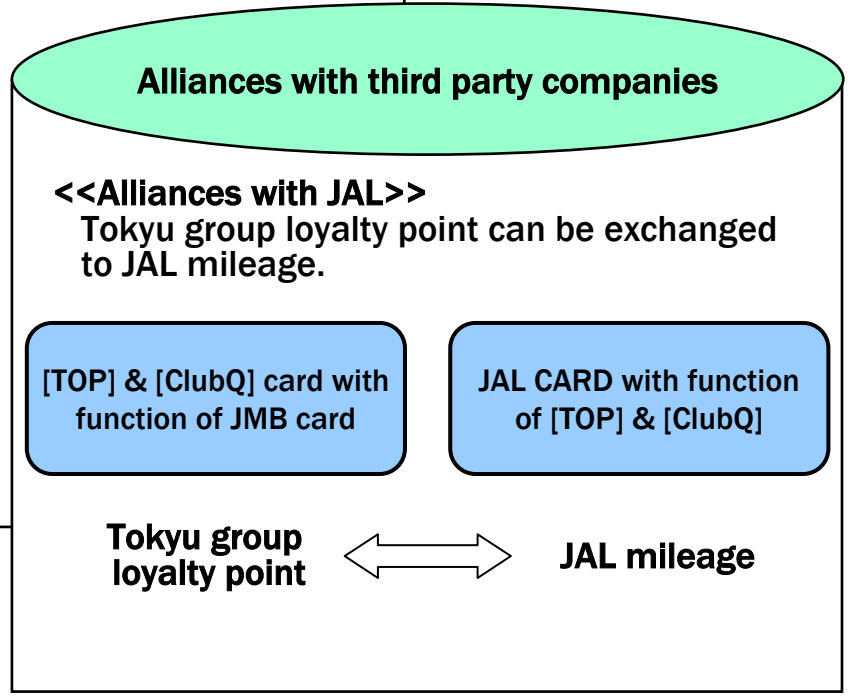 Alliances with third party companies
<<Alliances with JAL>>
Tokyu group loyalty point can be exchanged
to JAL mileage.
[TOP] & [ClubQ] card with
function of JMB card
JAL CARD with function
of [TOP] & [ClubQ]
Tokyu group
loyalty point
JAL mileage